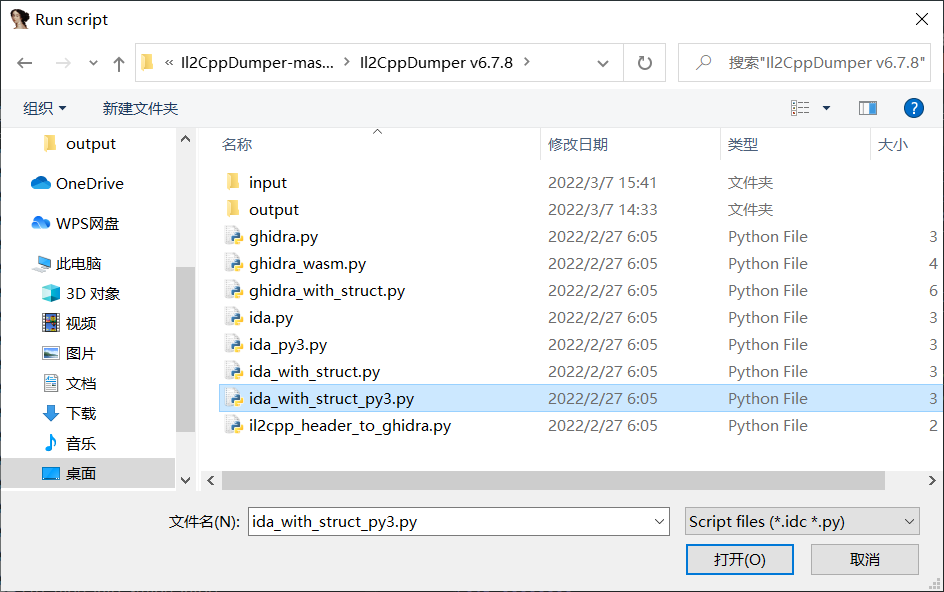 Run script
« Il2CppDumper-mas... > Il2CppDumper v6.7.8 >
搜索"Il2CppDumper v6.7.8"
组织 新建文件夹
output
OneDrive
WPS网盘
此电脑
3D 对象
视频
图片
文档
下载
音乐
桌面
名称 修改日期 类型 大小
input 2022/3/7 15:41 文件夹
output 2022/3/7 14:33 文件夹
ghidra.py 2022/2/27 6:05 Python File 3
ghidra_wasm.py 2022/2/27 6:05 Python File 4
ghidra_with_struct.py 2022/2/27 6:05 Python File 6
ida.py 2022/2/27 6:05 Python File 3
ida_py3.py 2022/2/27 6:05 Python File 3
ida_with_struct.py 2022/2/27 6:05 Python File 3
ida_with_struct_py3.py 2022/2/27 6:05 Python File 3
il2cpp_header_to_ghidra.py 2022/2/27 6:05 Python File 2
文件名(N): ida_with_struct_py3.py Script files (*.idc *.py)
打开(O) 取消